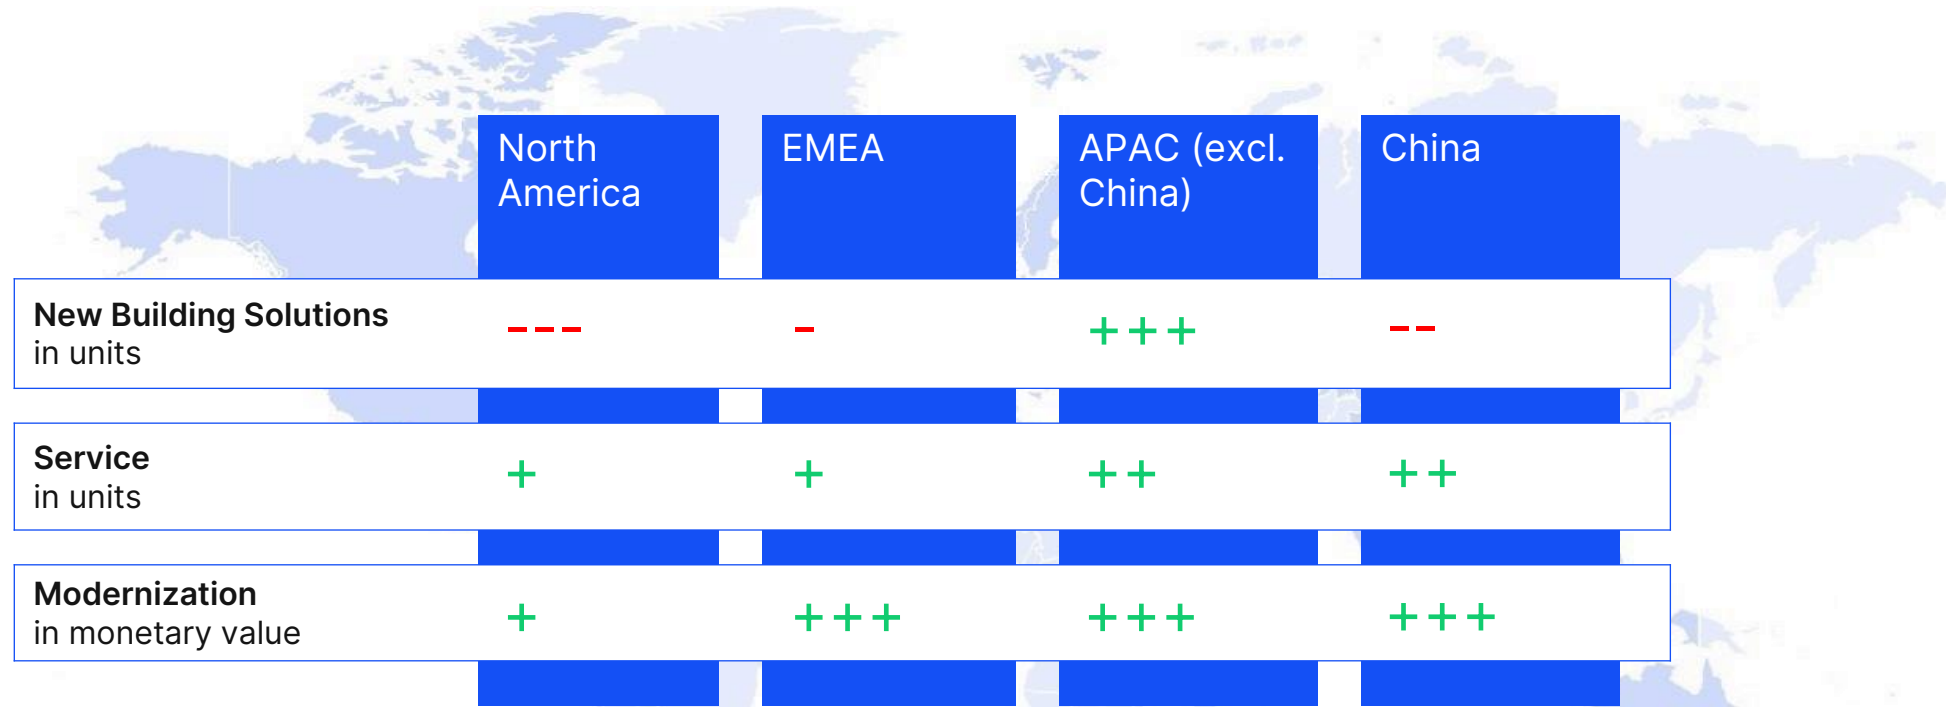 North
America
EMEA
APAC (excl.
China)
China
New Building Solutions
in units
--- - +++ --
Service
in units
+ + ++ ++
Modernization
in monetary value
+ +++ +++ +++